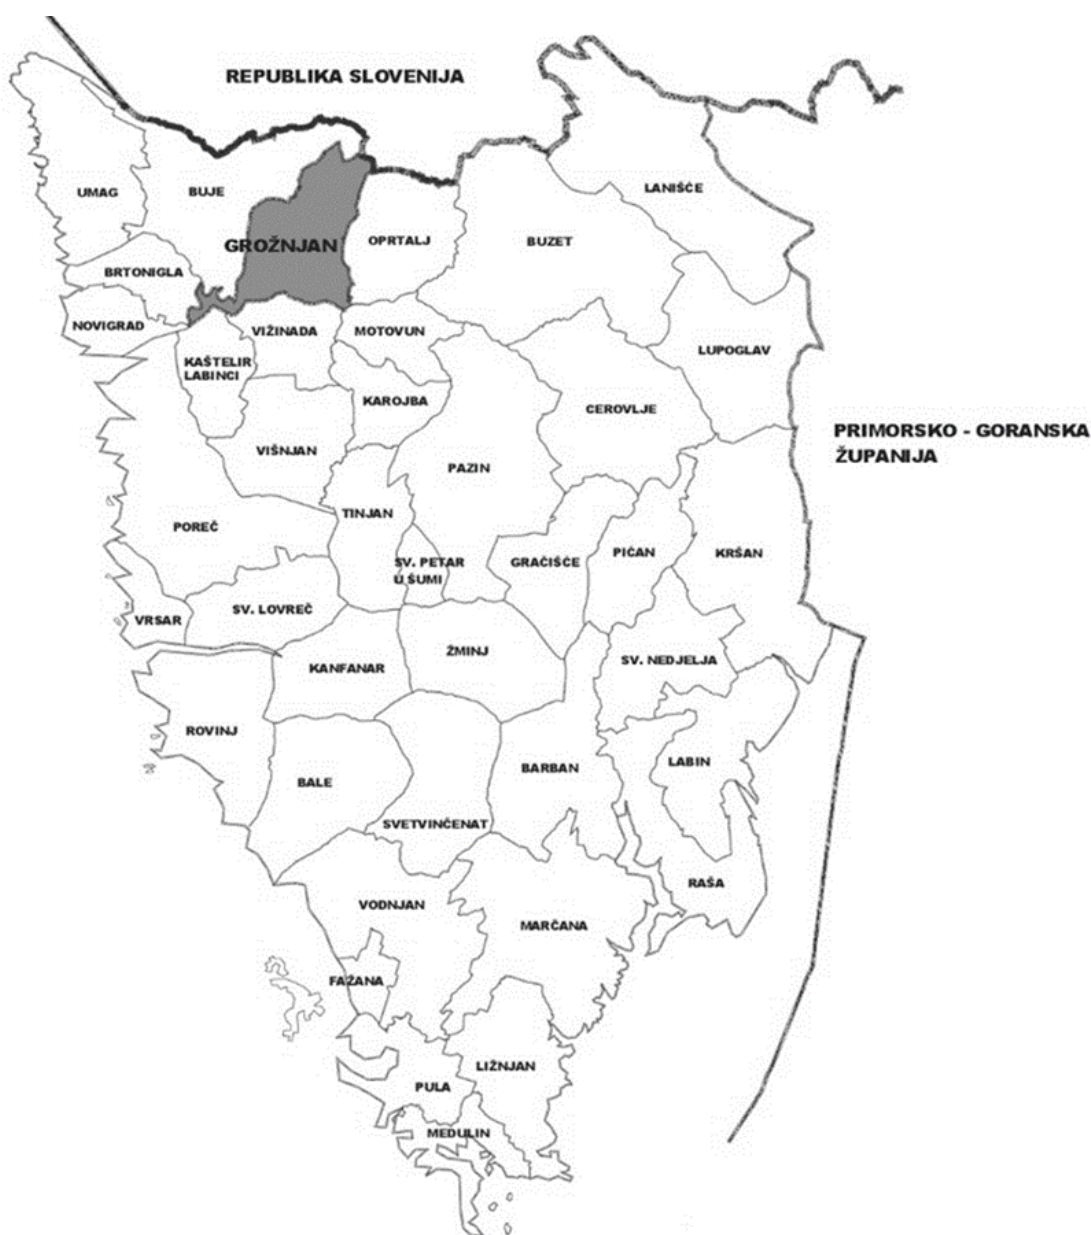 REPUBLIKA SLOVENIJA
UMAG
BUJE
LANIŠĆE
GROŽNJAN
OPRTALJ
BUZET
BRTONIGLA
NOVIGRAD
VIŽINADA
MOTOVUN
LUPOGLAV
KAŠTELIR
LABINCI
KAROJBA
CEROVLJE
PRIMORSKO - GORANSKA
ŽUPANIJA
VIŠNJAN
PAZIN
POREČ
TINJAN
SV. PETAR
U ŠUMI
GRAČIŠĆE
PIĆAN
KRŠAN
VRSAR
SV. LOVREČ
KANFANAR
ŽMINJ
SV. NEDJELJA
ROVINJ
BALE
BARBAN
LABIN
SVETVINČENAT
RAŠA
VODNJAN
MARČANA
FAŽANA
LIŽNJAN
PULA
MEDULIN